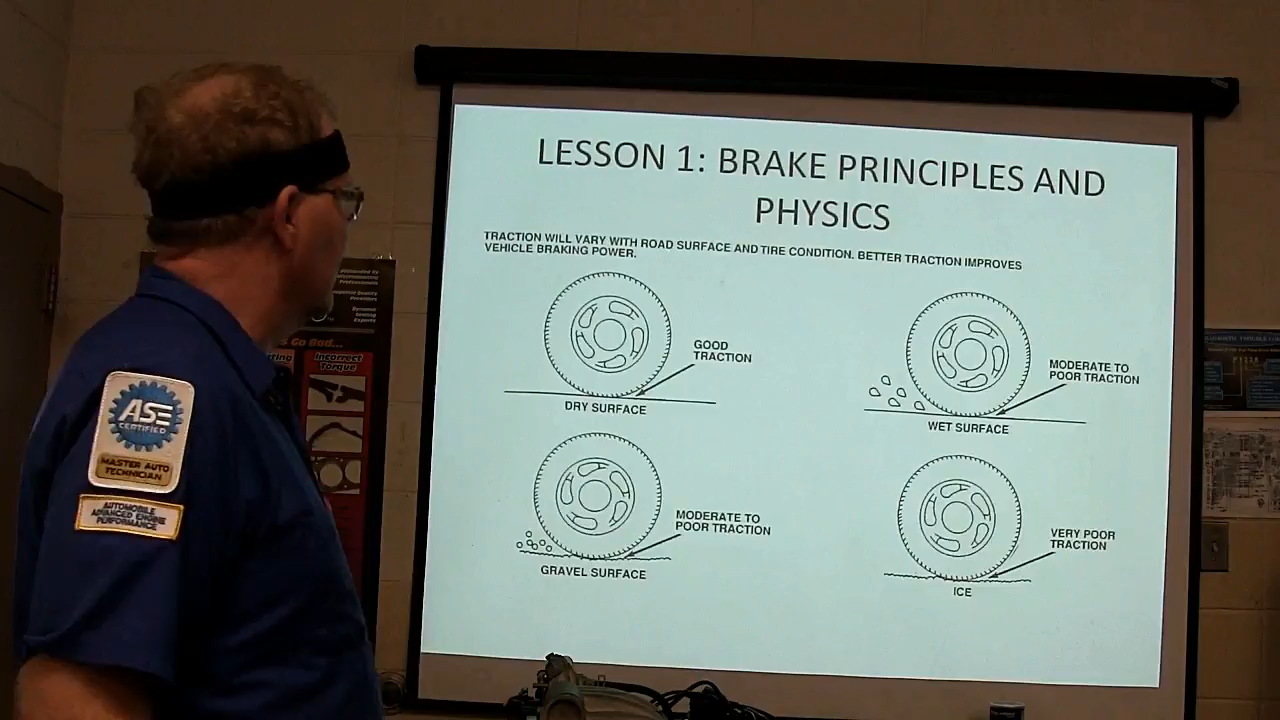 LESSON 1: BRAKE PRINCIPLES AND
PHYSICS
TRACTION WILL VARY WITH ROAD SURFACE AND TIRE CONDITION. BETTER TRACTION IMPROVES
VEHICLE BRAKING POWER.
GOOD
TRACTION
DRY SURFACE
MODERATE TO
POOR TRACTION
WET SURFACE
MODERATE TO
POOR TRACTION
GRAVEL SURFACE
VERY POOR
TRACTION
ICE
ASE
CERTIFIED
MASTER AUTO
TECHNICIAN
AUTOMOBILE
ADVANCED ENGINE
PERFORMANCE
Go Bad...
Incorrect
Torque